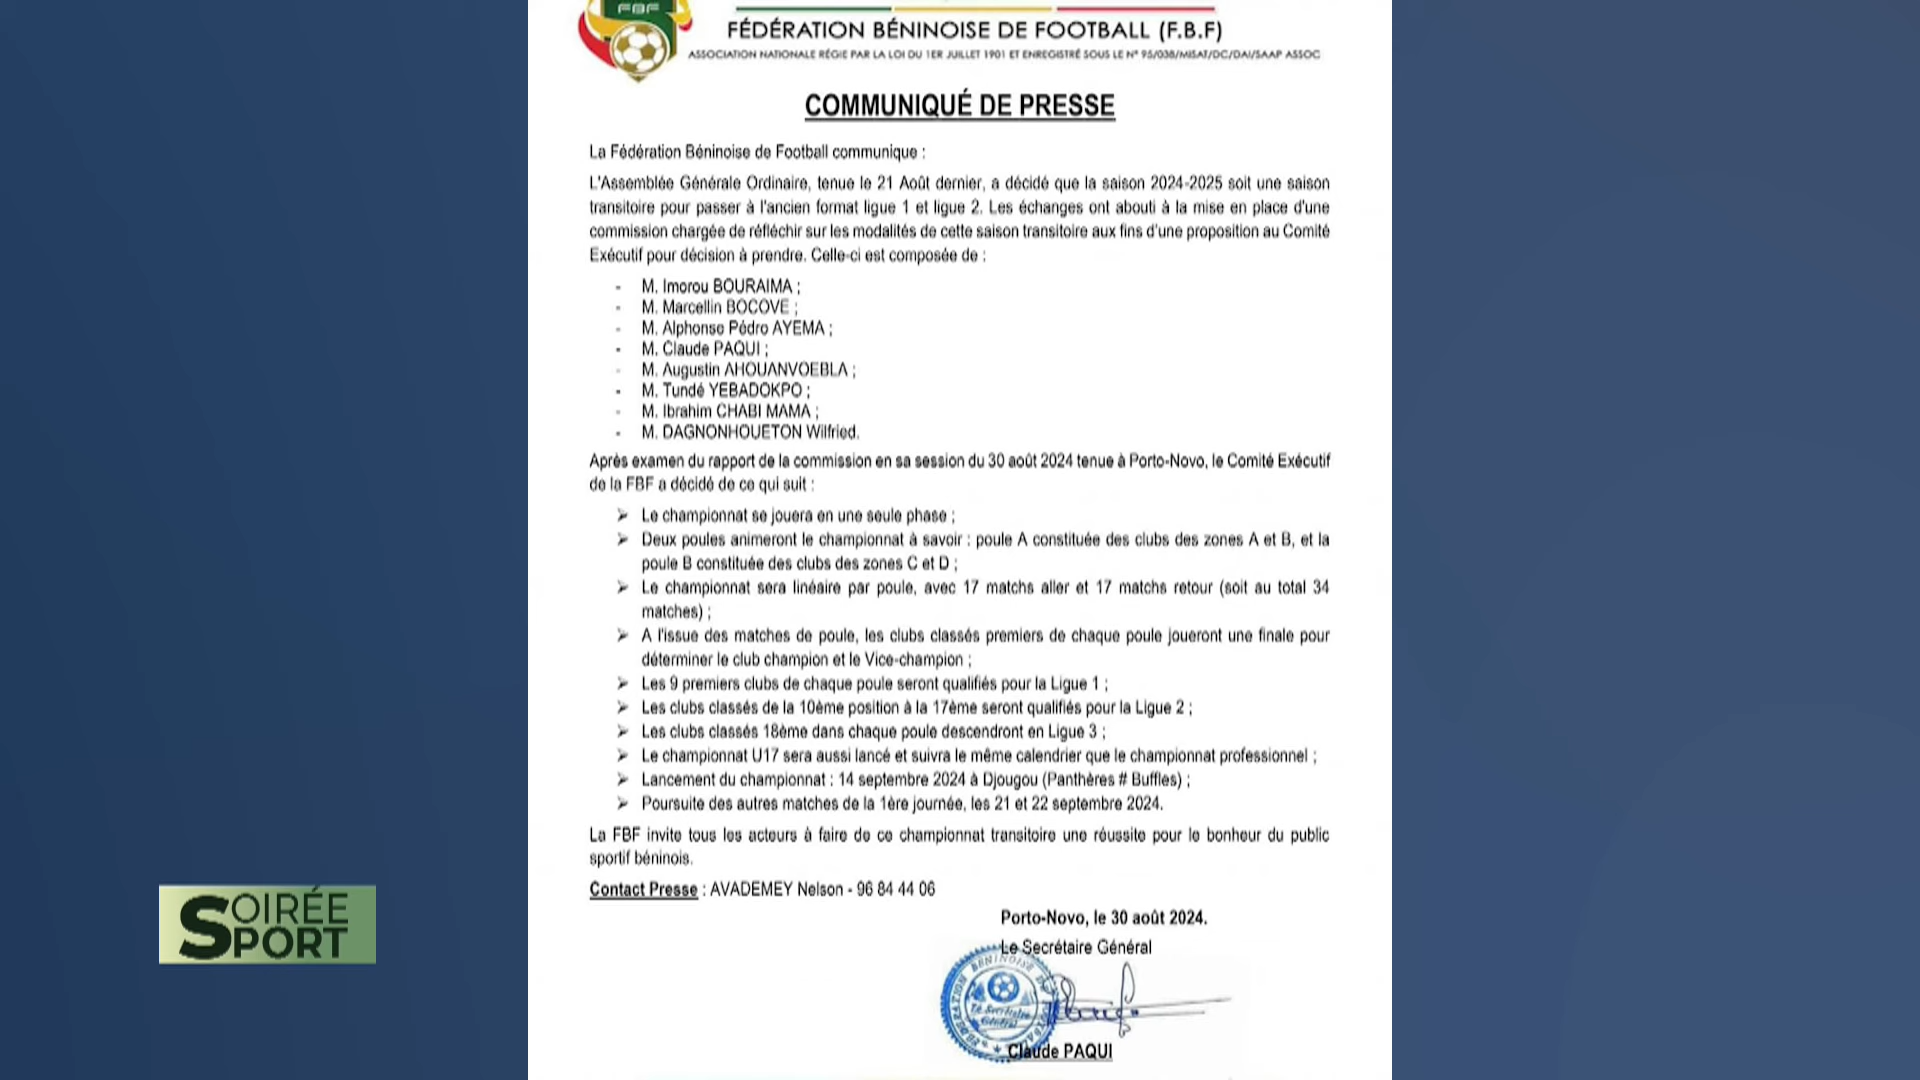 FBF
FÉDÉRATION BÉNINOISE DE FOOTBALL (F.B.F)
ASSOCIATION NATIONALE RÉGIE PAR LA LOI DU 1ER JUILLET 1901 ET ENREGISTRÉ SOUS LE N° 95/038/MISAT/DC/DAI/SAAP ASSOC
COMMUNIQUÉ DE PRESSE
La Fédération Béninoise de Football communique :
L'Assemblée Générale Ordinaire, tenue le 21 Août dernier, a décidé que la saison 2024-2025 soit une saison
transitoire pour passer à l'ancien format ligue 1 et ligue 2. Les échanges ont abouti à la mise en place d'une
commission chargée de réfléchir sur les modalités de cette saison transitoire aux fins d'une proposition au Comité
Exécutif pour décision à prendre. Celle-ci est composée de :
- M. Imorou BOURAIMA ;
- M. Marcellin BOCOVE ;
- M. Alphonse Pédro AYEMA ;
- M. Claude PAQUI ;
- M. Augustin AHOUANVOEBLA ;
- M. Tundé YEBADOKPO ;
- M. Ibrahim CHABI MAMA ;
- M. DAGNONHOUETON Wilfried.
Après examen du rapport de la commission en sa session du 30 août 2024 tenue à Porto-Novo, le Comité Exécutif
de la FBF a décidé de ce qui suit :
➢ Le championnat se jouera en une seule phase ;
➢ Deux poules animeront le championnat à savoir : poule A constituée des clubs des zones A et B, et la
poule B constituée des clubs des zones C et D ;
➢ Le championnat sera linéaire par poule, avec 17 matchs aller et 17 matchs retour (soit au total 34
matches) ;
➢ A l'issue des matches de poule, les clubs classés premiers de chaque poule joueront une finale pour
déterminer le club champion et le Vice-champion ;
➢ Les 9 premiers clubs de chaque poule seront qualifiés pour la Ligue 1 ;
➢ Les clubs classés de la 10ème position à la 17ème seront qualifiés pour la Ligue 2 ;
➢ Les clubs classés 18ème dans chaque poule descendront en Ligue 3 ;
➢ Le championnat U17 sera aussi lancé et suivra le même calendrier que le championnat professionnel ;
➢ Lancement du championnat : 14 septembre 2024 à Djougou (Panthères # Buffles) ;
➢ Poursuite des autres matches de la 1ère journée, les 21 et 22 septembre 2024.
La FBF invite tous les acteurs à faire de ce championnat transitoire une réussite pour le bonheur du public
sportif béninois.
Contact Presse : AVADEMEY Nelson - 96 84 44 06
Porto-Novo, le 30 août 2024.
Le Secrétaire Général
Le Secrétaire
Général
Claude PAQUI
SOIRÉE
SPORT